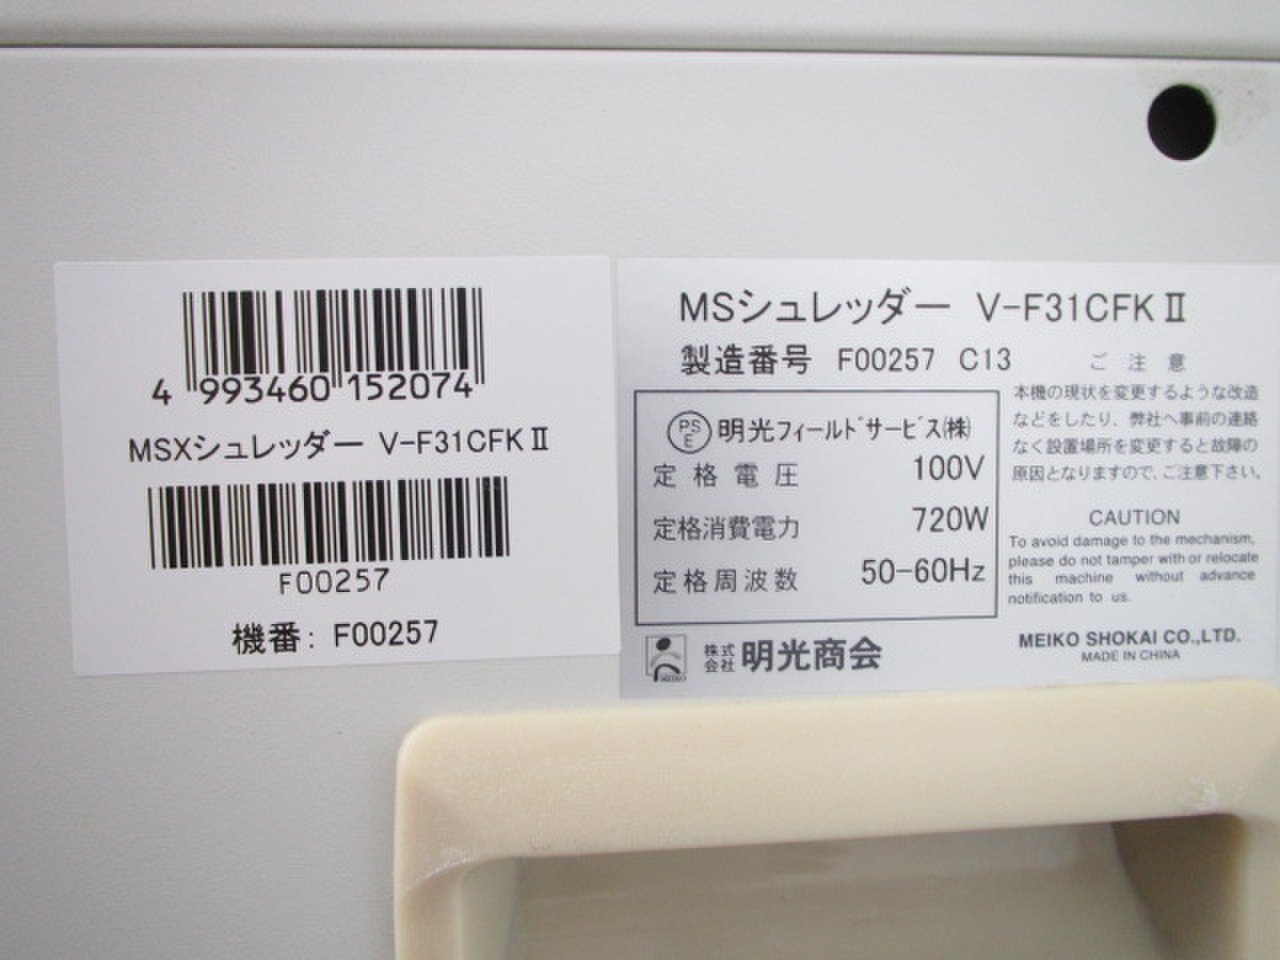 4 993460 152074
MSXシュレッダー V-F31CFKⅡ
F00257
機番: F00257
MSシュレッダー V-F31CFKⅡ
製造番号 F00257 C13
PS
E
明光フィールドサービス㈱
定格電圧 100V
定格消費電力 720W
定格周波数 50-60Hz
株式
会社 明光商会
ご注意
本機の現状を変更するような改造
などをしたり、弊社へ事前の連絡
なく設置場所を変更すると故障の
原因となりますので、ご注意下さい。
CAUTION
To avoid damage to the mechanism,
please do not tamper with or relocate
this machine without advance
notification to us.
MEIKO SHOKAI CO.,LTD.
MADE IN CHINA